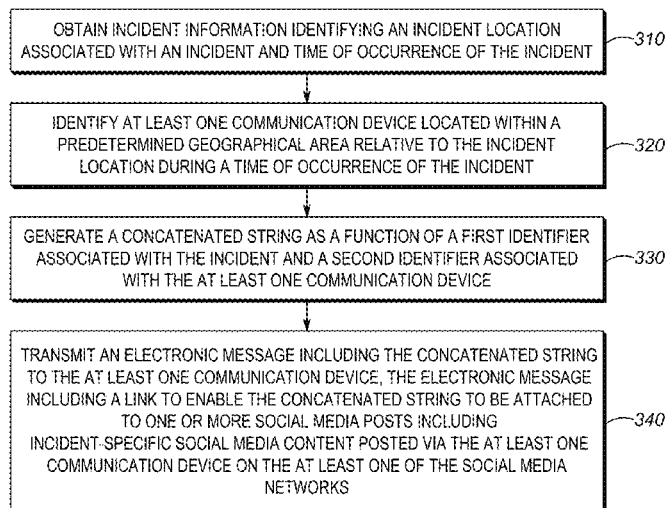 OBTAIN INCIDENT INFORMATION IDENTIFYING AN INCIDENT LOCATION
ASSOCIATED WITH AN INCIDENT AND TIME OF OCCURRENCE OF THE INCIDENT
310
IDENTIFY AT LEAST ONE COMMUNICATION DEVICE LOCATED WITHIN A
PREDETERMINED GEOGRAPHICAL AREA RELATIVE TO THE INCIDENT
LOCATION DURING A TIME OF OCCURRENCE OF THE INCIDENT
320
GENERATE A CONCATENATED STRING AS A FUNCTION OF A FIRST IDENTIFIER
ASSOCIATED WITH THE INCIDENT AND A SECOND IDENTIFIER ASSOCIATED
WITH THE AT LEAST ONE COMMUNICATION DEVICE
330
TRANSMIT AN ELECTRONIC MESSAGE INCLUDING THE CONCATENATED STRING
TO THE AT LEAST ONE COMMUNICATION DEVICE, THE ELECTRONIC MESSAGE
INCLUDING A LINK TO ENABLE THE CONCATENATED STRING TO BE ATTACHED
TO ONE OR MORE SOCIAL MEDIA POSTS INCLUDING
INCIDENT-SPECIFIC SOCIAL MEDIA CONTENT POSTED VIA THE AT LEAST ONE
COMMUNICATION DEVICE ON THE AT LEAST ONE OF THE SOCIAL MEDIA
NETWORKS
340